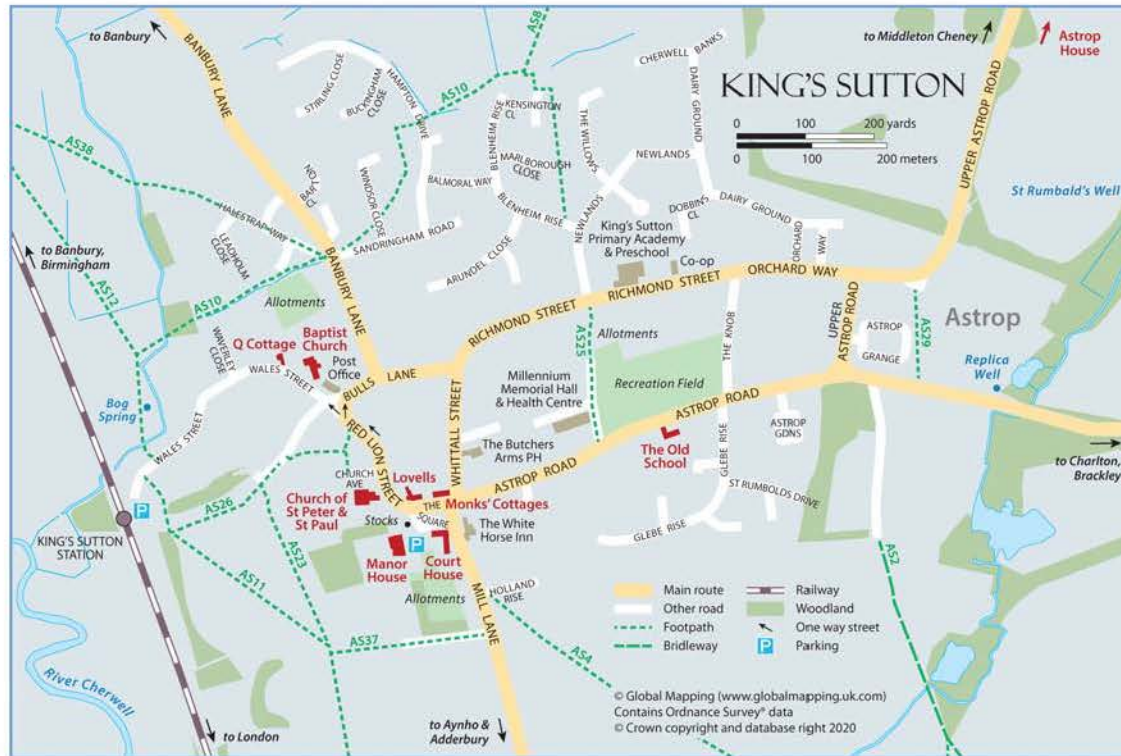 to Banbury
BANBURY LANE
STIRLING CLOSE
BUCKINGHAM
CLOSE
HAMPTON DRIVE
AS10
AS8
KENSINGTON
CL
BLENHEIM RISE
MARLBOROUGH
CLOSE
THE WILLOWS
CHERWELL BANKS
DAIRY GROUND
NEWLANDS
to Middleton Cheney
Astrop
House
KING'S SUTTON
0 100 200 yards
0 100 200 meters
UPPER ASTROP ROAD
St Rumbald's Well
AS38
HALESTRAP WAY
LEADHOLM
CLOSE
WINDSOR CLOSE
BALMORAL WAY
BLENHEIM RISE
SANDRINGHAM ROAD
ARUNDEL CLOSE
NEWLANDS
DOBBINS
CL
DAIRY GROUND
ORCHARD
WAY
King's Sutton
Primary Academy
& Preschool
Co-op
to Banbury,
Birmingham
AS12
AS10
Allotments
BANBURY LANE
RICHMOND STREET
RICHMOND STREET
ORCHARD WAY
Q Cottage
Baptist
Church
Post
Office
WAVERLEY
CLOSE
WALES STREET
BULLS LANE
WHITTALL STREET
AS25
Allotments
Recreation Field
THE KNOB
UPPER
ASTROP ROAD
ASTROP
GRANGE
AS29
Astrop
Replica
Well
Bog
Spring
WALES STREET
RED LION STREET
Millennium
Memorial Hall
& Health Centre
ASTROP ROAD
The Old
School
GLEBE RISE
ASTROP
GDNS
to Charlton,
Brackley
The Butchers
Arms PH
ASTROP ROAD
CHURCH
AVE
Lovells
Church of
St Peter &
St Paul
THE
SQUARE
Monks' Cottages
Stocks
The White
Horse Inn
ST RUMBOLDS DRIVE
GLEBE RISE
P
KING'S SUTTON
STATION
AS26
AS23
AS11
Manor
House
P
Court
House
Allotments
MILL LANE
HOLLAND
RISE
AS2
AS37
AS4
River Cherwell
to London
to Aynho &
Adderbury
Main route
Other road
Footpath
Bridleway
Railway
Woodland
One way street
P Parking
© Global Mapping (www.globalmapping.uk.com)
Contains Ordnance Survey® data
© Crown copyright and database right 2020